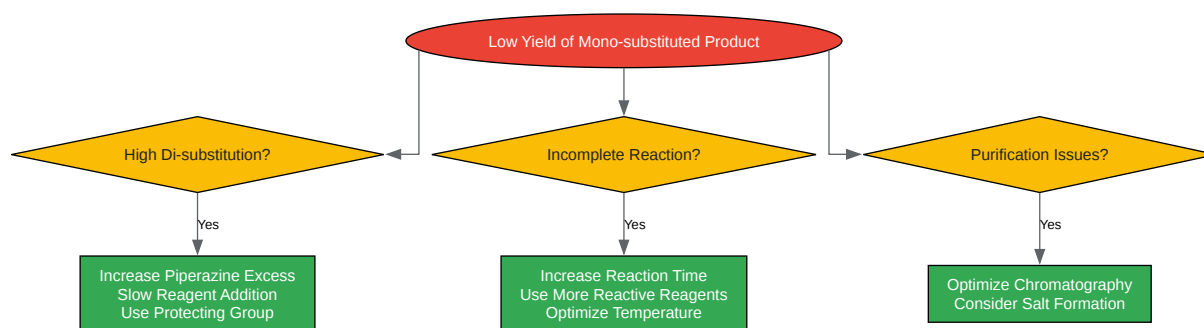 Low Yield of Mono-substituted Product
High Di-substitution?
Incomplete Reaction?
Purification Issues?
Yes
Yes
Yes
Increase Piperazine Excess
Slow Reagent Addition
Use Protecting Group
Increase Reaction Time
Use More Reactive Reagents
Optimize Temperature
Optimize Chromatography
Consider Salt Formation